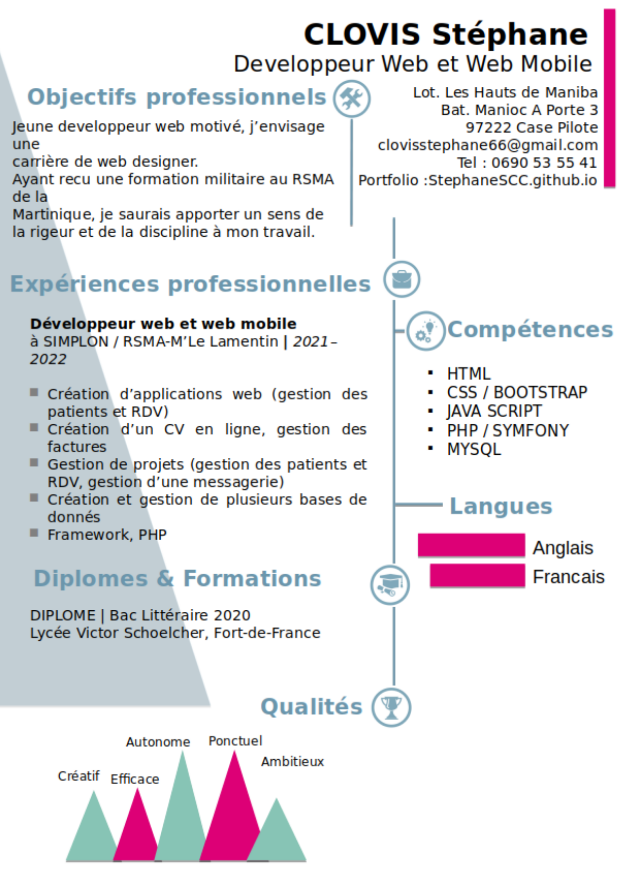 CLOVIS Stéphane
Developpeur Web et Web Mobile
Objectifs professionnels
Jeune developpeur web motivé, j’envisage
une
carrière de web designer.
Ayant recu une formation militaire au RSMA
de la
Martinique, je saurais apporter un sens de
la rigeur et de la discipline à mon travail.
Lot. Les Hauts de Maniba
Bat. Manioc A Porte 3
97222 Case Pilote
clovisstephane66@gmail.com
Tel : 0690 53 55 41
Portfolio :StephaneSCC.github.io
Expériences professionnelles
Développeur web et web mobile
à SIMPLON / RSMA-M’Le Lamentin | 2021–
2022
Création d’applications web (gestion des
patients et RDV)
Création d’un CV en ligne, gestion des
factures
Gestion de projets (gestion des patients et
RDV, gestion d’une messagerie)
Création et gestion de plusieurs bases de
donnés
Framework, PHP
Compétences
HTML
CSS / BOOTSTRAP
JAVA SCRIPT
PHP / SYMFONY
MYSQL
Langues
Anglais
Francais
Diplomes & Formations
DIPLOME | Bac Littéraire 2020
Lycée Victor Schoelcher, Fort-de-France
Qualités
Créatif
Efficace
Autonome
Ponctuel
Ambitieux